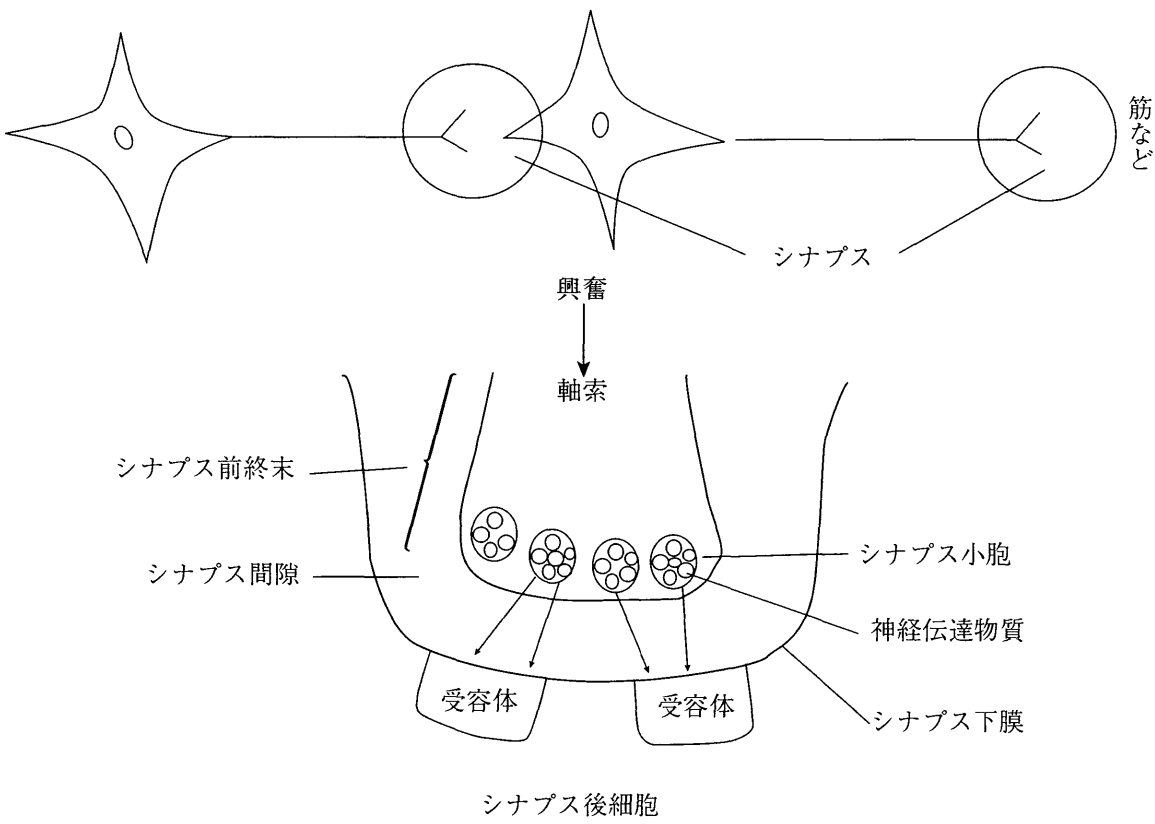 筋など
シナプス
興奮
軸索
シナプス前終末
シナプス小胞
シナプス間隙
神経伝達物質
受容体
受容体
シナプス下膜
シナプス後細胞